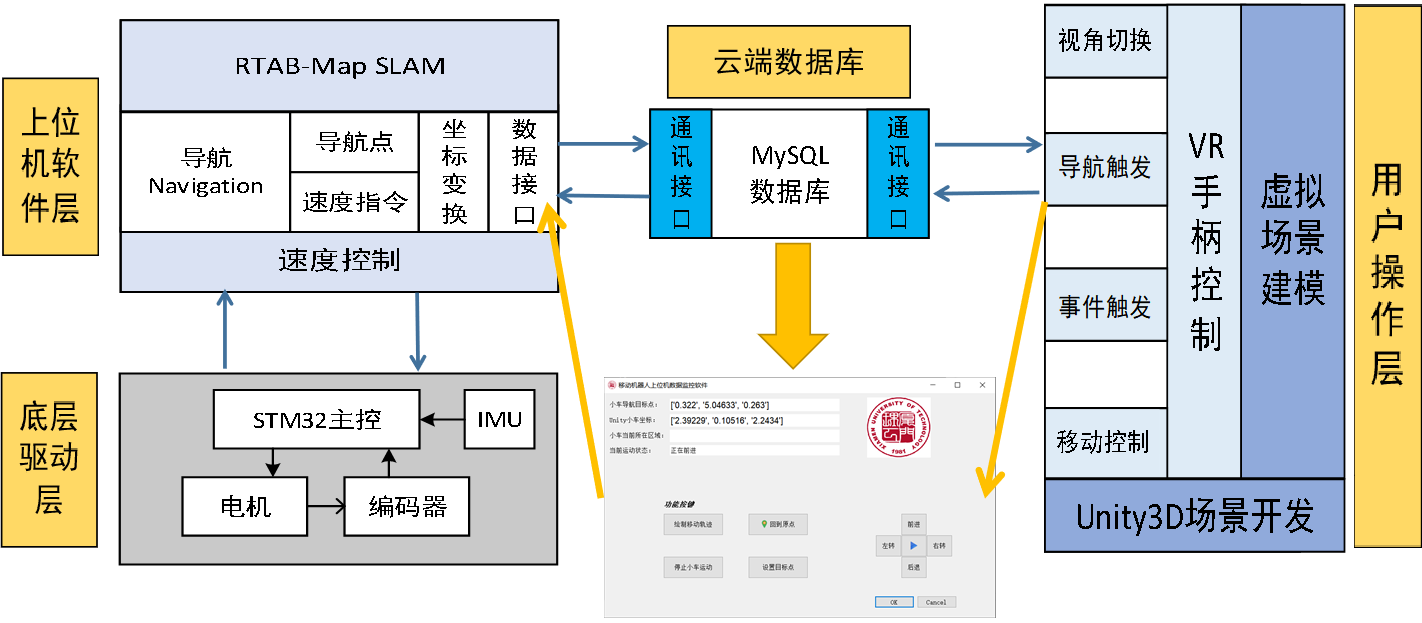 上位
机软
件层
RTAB-Map SLAM
导航
Navigation
导航点
速度指令
坐标变换
数据接口
速度控制
底层
驱动
层
STM32主控
IMU
电机
编码器
云端数据库
通讯接口
MySQL
数据库
通讯接口
移动机器人上位机数据监控软件
小车导航目标点:
['0.322', '5.04633', '0.263']
Unity小车坐标:
['2.39229', '0.10516', '2.2434']
小车当前所在区域:
当前运动状态:
正在前进
XIAMEN UNIVERSITY OF TECHNOLOGY
1981
功能按键
绘制移动轨迹
回到原点
停止小车运动
设置目标点
前进
左转
右转
后退
OK
Cancel
视角切换
导航触发
事件触发
移动控制
VR手柄控制
虚拟
场景
建模
Unity3D场景开发
用户操作层